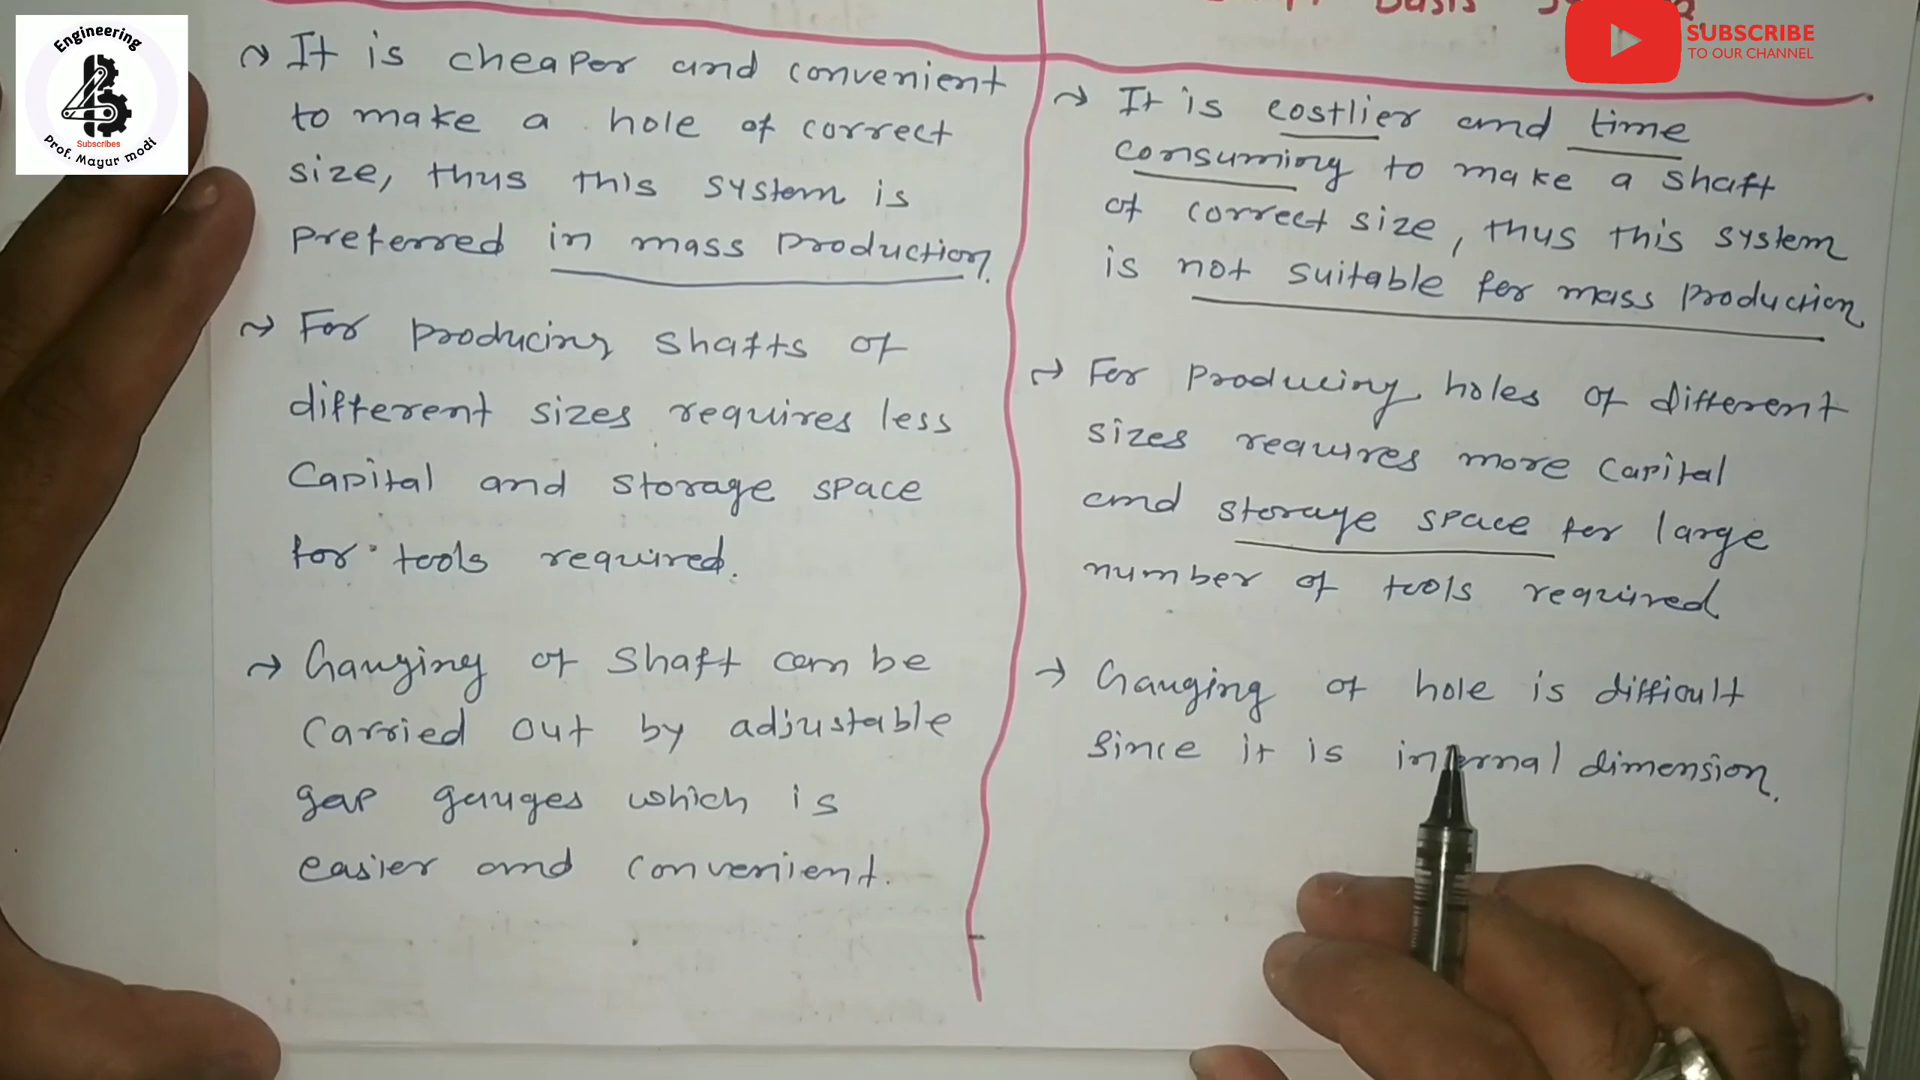 Basis
SUBSCRIBE
TO OUR CHANNEL
Engineering
Subscribes
Prof. Mayur modi
~ It is cheaper and convenient
to make a hole of correct
size, thus this system is
preferred in mass production.
~ For producing shafts of
different sizes requires less
Capital and storage space
for tools required.
→ Gauging of shaft can be
carried out by adjustable
gap gauges which is
easier and convenient.
→ It is costlier and time
consuming to make a shaft
of correct size, thus this system
is not suitable for mass production
→ For producing holes of different
sizes requires more capital
and storage space for large
number of tools required
→ Gauging of hole is difficult
since it is internal dimension.